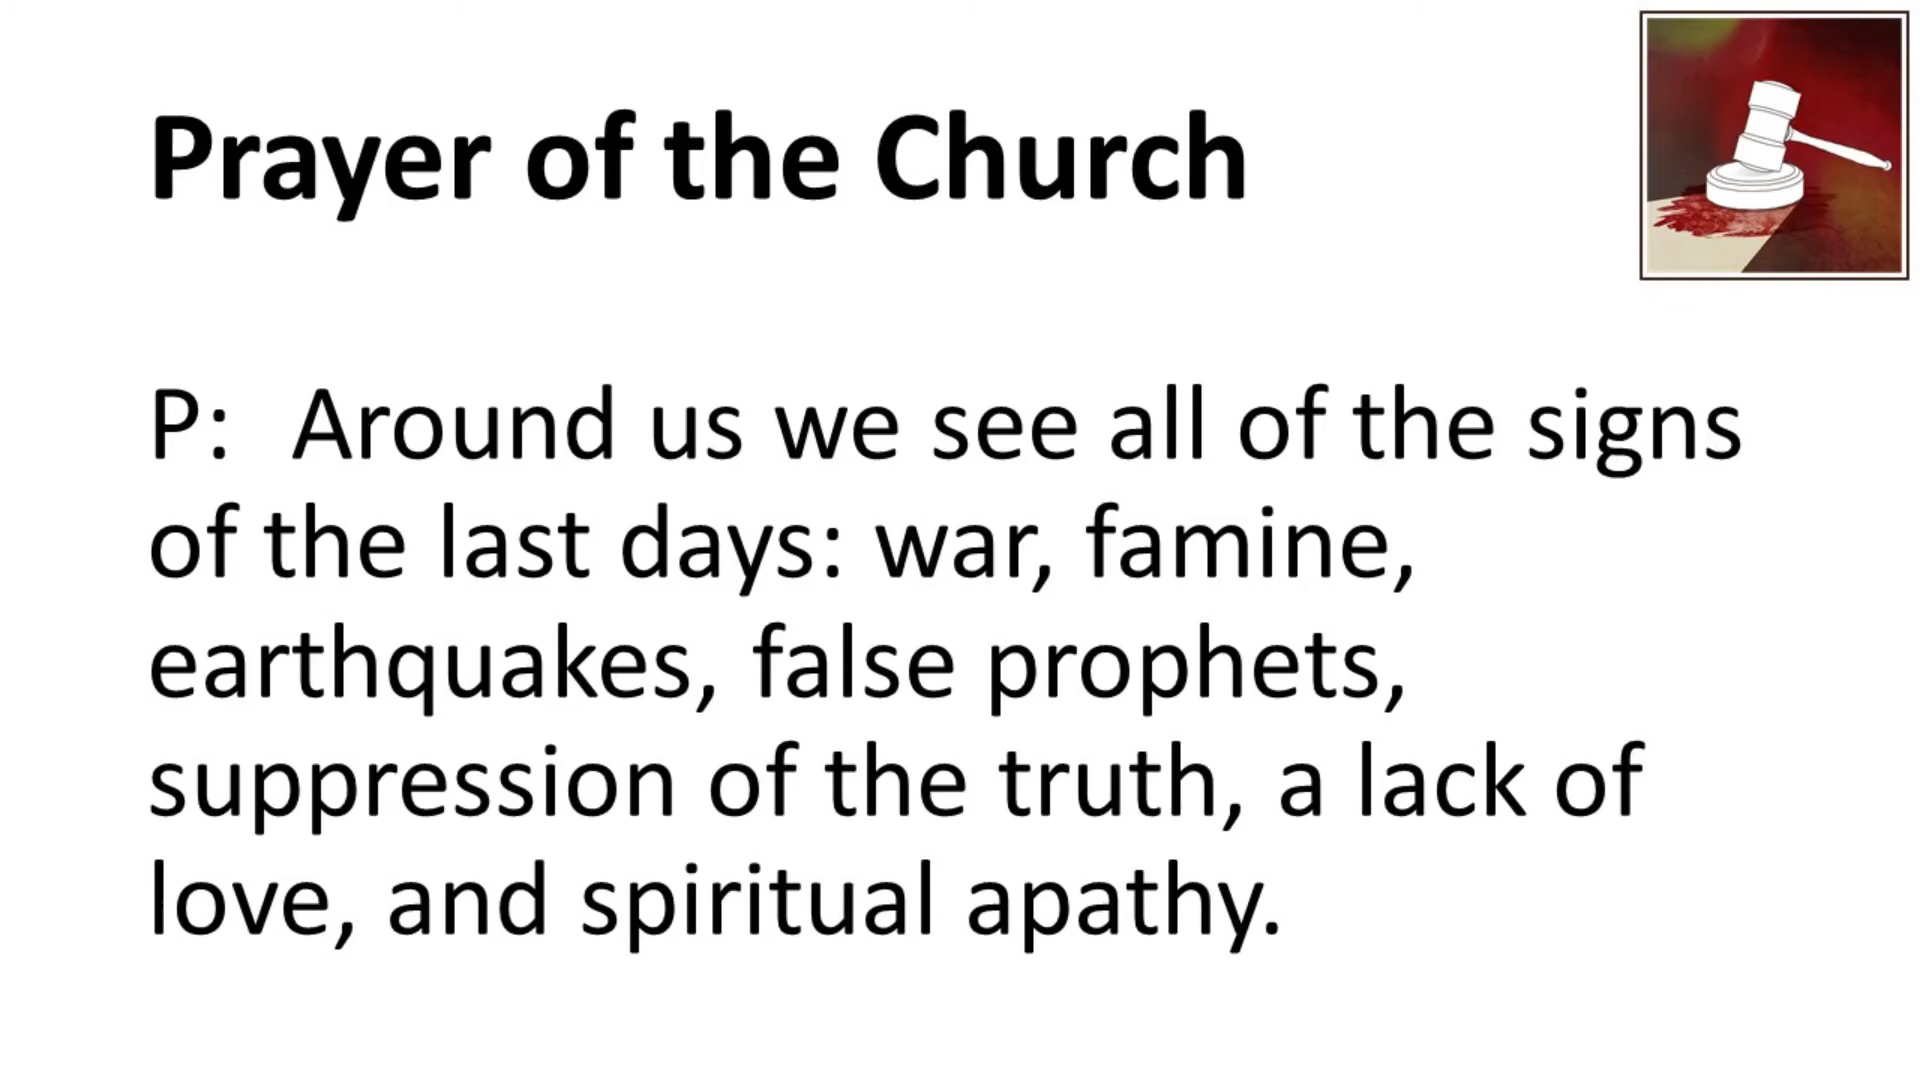 Prayer of the Church
P: Around us we see all of the signs
of the last days: war, famine,
earthquakes, false prophets,
suppression of the truth, a lack of
love, and spiritual apathy.